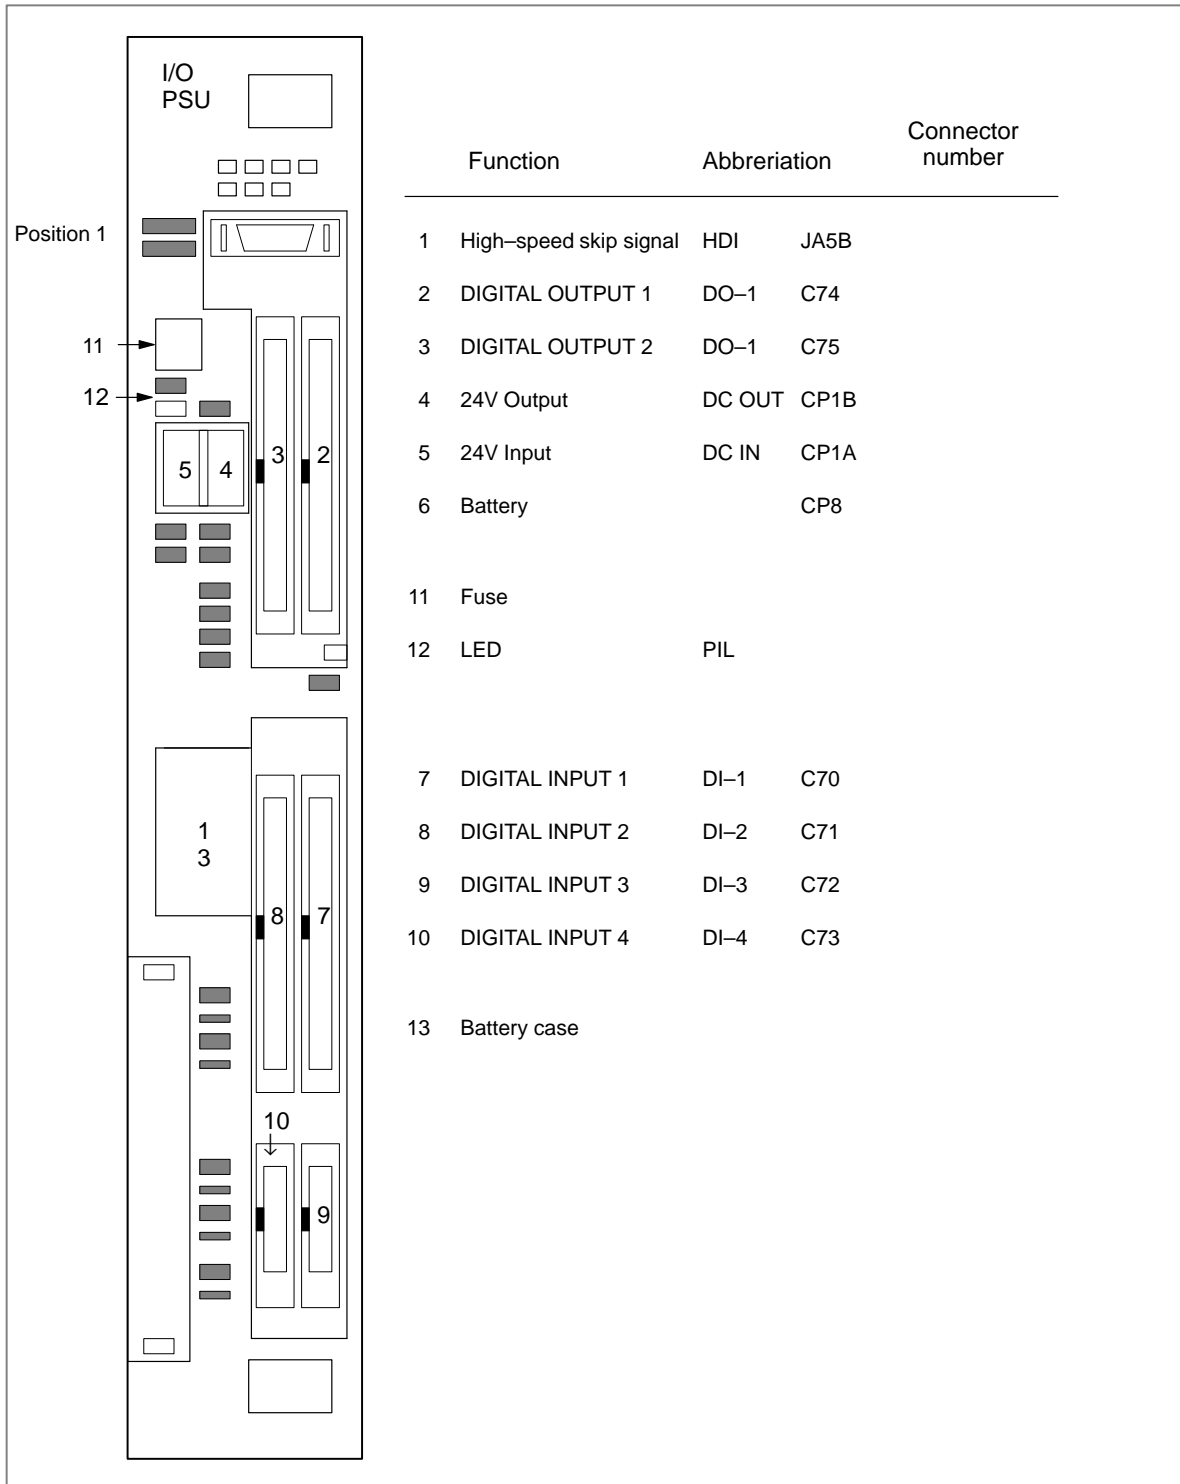 I/O
PSU
Position 1
11
12
5 4 3 2
1
3
8 7
10
9
Function Abbreriation Connector number
1 High–speed skip signal HDI JA5B
2 DIGITAL OUTPUT 1 DO–1 C74
3 DIGITAL OUTPUT 2 DO–1 C75
4 24V Output DC OUT CP1B
5 24V Input DC IN CP1A
6 Battery CP8
11 Fuse
12 LED PIL
7 DIGITAL INPUT 1 DI–1 C70
8 DIGITAL INPUT 2 DI–2 C71
9 DIGITAL INPUT 3 DI–3 C72
10 DIGITAL INPUT 4 DI–4 C73
13 Battery case